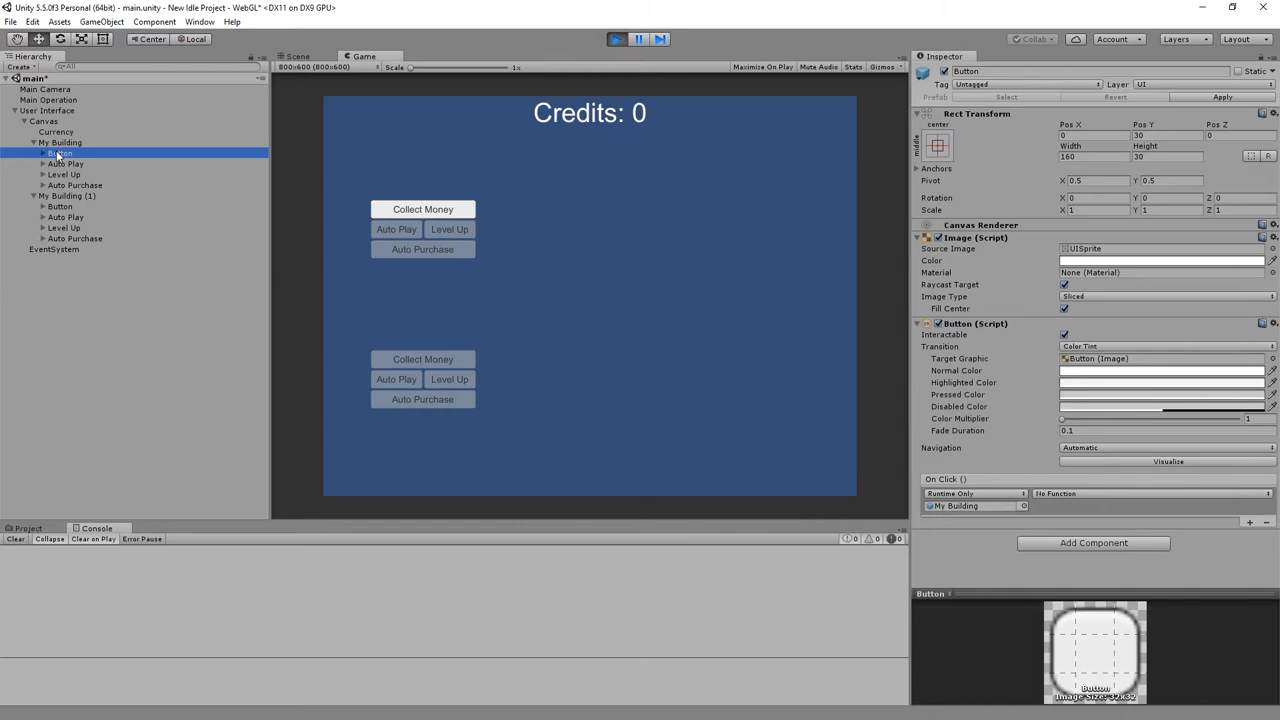 Unity 5.5.0f3 Personal (64bit) - main.unity - New Idle Project - WebGL* <DX11 on DX9 GPU>
File Edit Assets GameObject Component Window Help
Center Local Collab Account Layers Layout
Hierarchy
Create All
main*
Main Camera
Main Operation
User Interface
Canvas
Currency
My Building
Button
Auto Play
Level Up
Auto Purchase
My Building (1)
Button
Auto Play
Level Up
Auto Purchase
EventSystem
Scene Game
800x600 (800x600) Scale 1x Maximize On Play Mute Audio Stats Gizmos
Credits: 0
Collect Money
Auto Play Level Up
Auto Purchase
Collect Money
Auto Play Level Up
Auto Purchase
Project Console
Clear Collapse Clear on Play Error Pause 0 0 0
Inspector
Button Static
Tag Untagged Layer UI
Prefab Select Revert Apply
Rect Transform
center Pos X Pos Y Pos Z
middle 0 30 0
Width Height
160 30
R
Anchors
Pivot X 0.5 Y 0.5
Rotation X 0 Y 0 Z 0
Scale X 1 Y 1 Z 1
Canvas Renderer
Image (Script)
Source Image UISprite
Color
Material None (Material)
Raycast Target
Image Type Sliced
Fill Center
Button (Script)
Interactable
Transition Color Tint
Target Graphic Button (Image)
Normal Color
Highlighted Color
Pressed Color
Disabled Color
Color Multiplier 1
Fade Duration 0.1
Navigation Automatic
Visualize
On Click ()
Runtime Only No Function
My Building
+ −
Add Component
Button
Button
Image Size: 32x32